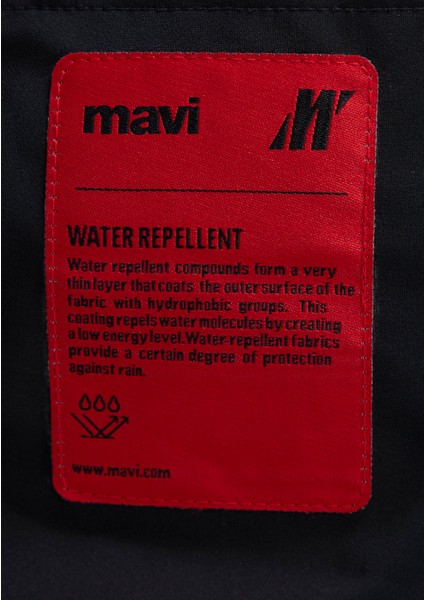 mavi M
WATER REPELLENT
Water repellent compounds form a very
thin layer that coats the outer surface of the
fabric with hydrophobic groups. This
coating repels water molecules by creating
a low energy level. Water-repellent fabrics
provide a certain degree of protection
against rain.
www.mavi.com